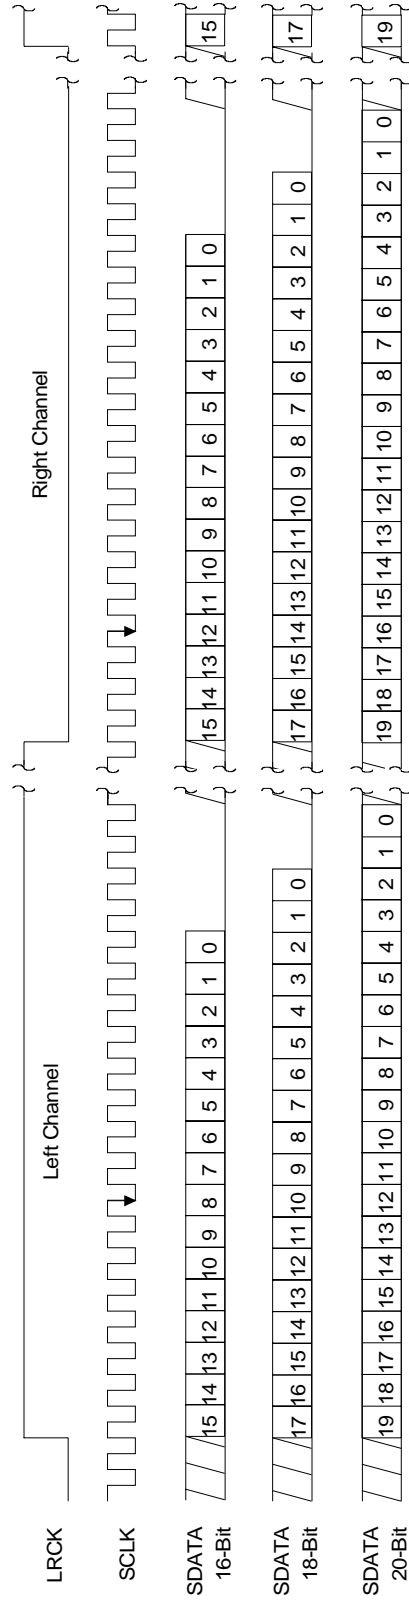 LRCK
Left Channel
Right Channel
SCLK
SDATA
16-Bit
15 14 13 12 11 10 9 8 7 6 5 4 3 2 1 0
15 14 13 12 11 10 9 8 7 6 5 4 3 2 1 0
15
SDATA
18-Bit
17 16 15 14 13 12 11 10 9 8 7 6 5 4 3 2 1 0
17 16 15 14 13 12 11 10 9 8 7 6 5 4 3 2 1 0
17
SDATA
20-Bit
19 18 17 16 15 14 13 12 11 10 9 8 7 6 5 4 3 2 1 0
19 18 17 16 15 14 13 12 11 10 9 8 7 6 5 4 3 2 1 0
19